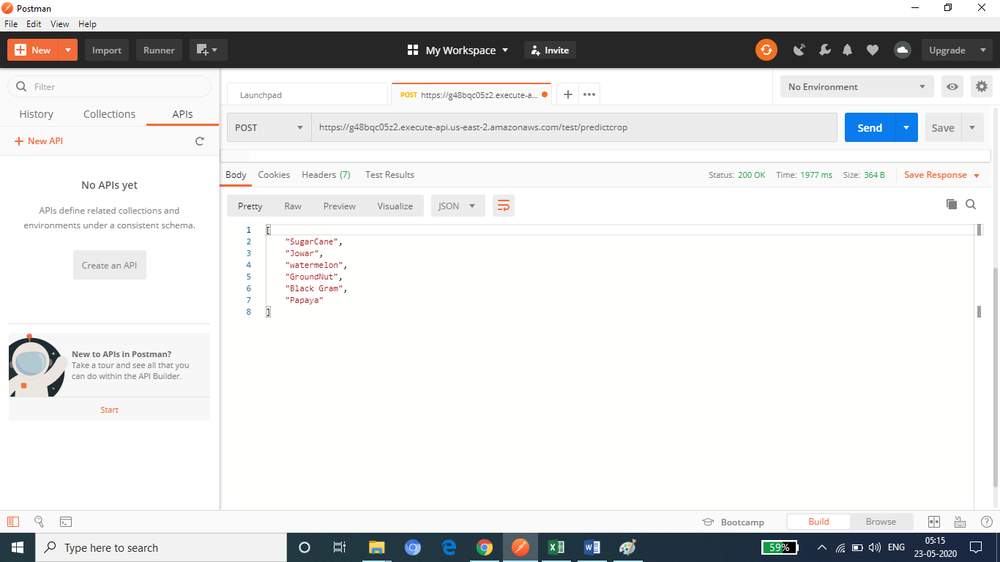 Postman
File Edit View Help
New Import Runner My Workspace Invite Upgrade
Filter
History Collections APIs
New API
No APIs yet
APIs define related collections and
environments under a consistent schema.
Create an API
New to APIs in Postman?
Take a tour and see all that you
can do within the API Builder.
Start
Launchpad POST https://g48bqc05z2.execute-a... No Environment
POST https://g48bqc05z2.execute-api.us-east-2.amazonaws.com/test/predictcrop Send Save
Body Cookies Headers (7) Test Results Status: 200 OK Time: 1977 ms Size: 364 B Save Response
Pretty Raw Preview Visualize JSON
1 [
2 "SugarCane",
3 "Jowar",
4 "watermelon",
5 "GroundNut",
6 "Black Gram",
7 "Papaya"
8 ]
Bootcamp Build Browse
Type here to search 59% ENG 05:15
23-05-2020